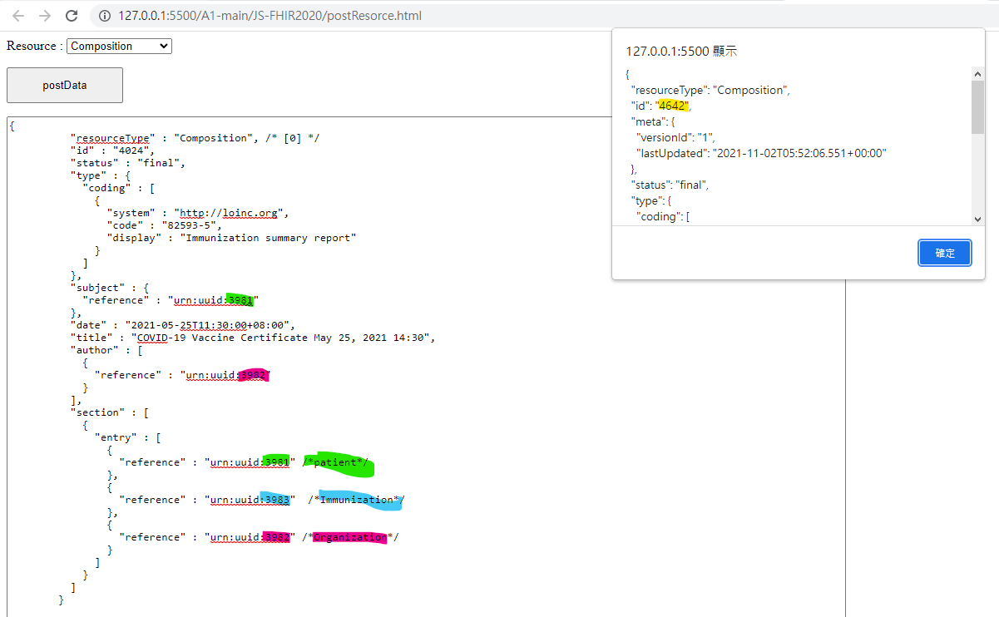 127.0.0.1:5500/A1-main/JS-FHIR2020/postResorce.html
Resource : Composition
postData
{
"resourceType" : "Composition", /* [0] */
"id" : "4024",
"status" : "final",
"type" : {
"coding" : [
{
"system" : "http://loinc.org",
"code" : "82593-5",
"display" : "Immunization summary report"
}
]
},
"subject" : {
"reference" : "urn:uuid:3981"
},
"date" : "2021-05-25T11:30:00+08:00",
"title" : "COVID-19 Vaccine Certificate May 25, 2021 14:30",
"author" : [
{
"reference" : "urn:uuid:3982"
}
],
"section" : [
{
"entry" : [
{
"reference" : "urn:uuid:3981" /*patient*/
},
{
"reference" : "urn:uuid:3983"  /*Immunization*/
},
{
"reference" : "urn:uuid:3982" /*Organization*/
}
]
}
]
}
127.0.0.1:5500 顯示
{
"resourceType": "Composition",
"id": "4642",
"meta": {
"versionId": "1",
"lastUpdated": "2021-11-02T05:52:06.551+00:00"
},
"status": "final",
"type": {
"coding": [
確定